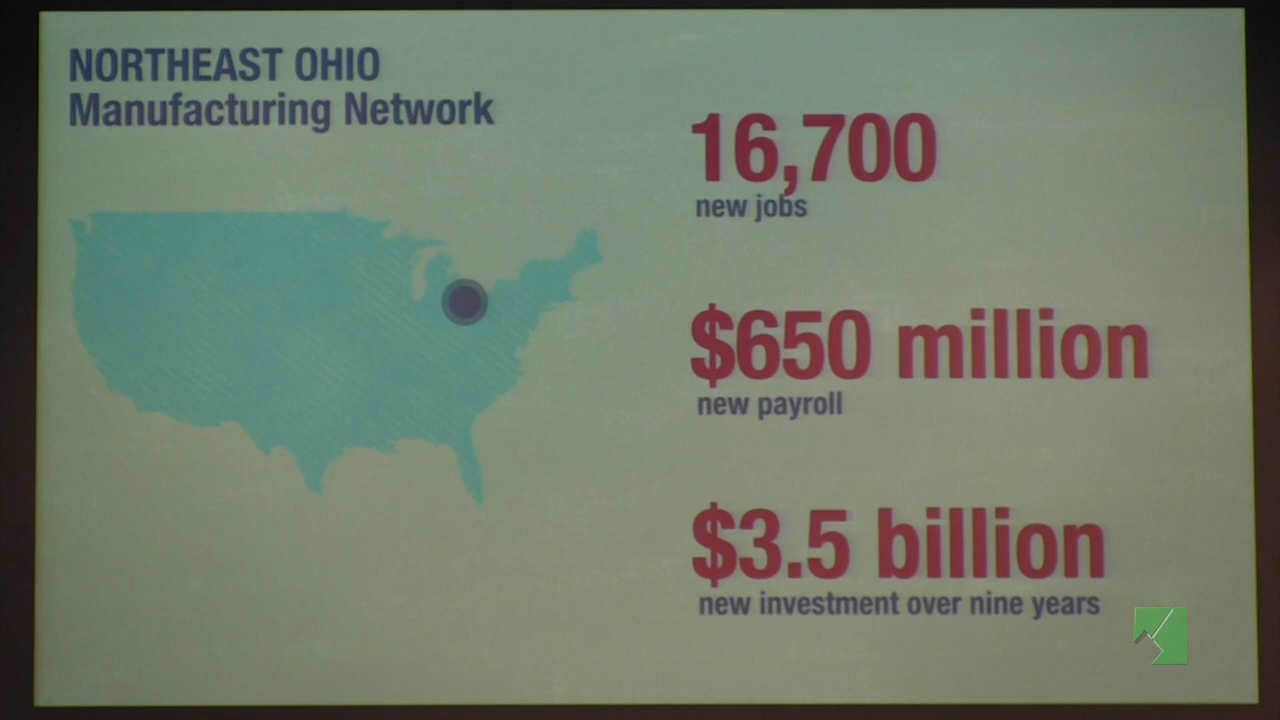 NORTHEAST OHIO
Manufacturing Network
16,700
new jobs
$650 million
new payroll
$3.5 billion
new investment over nine years